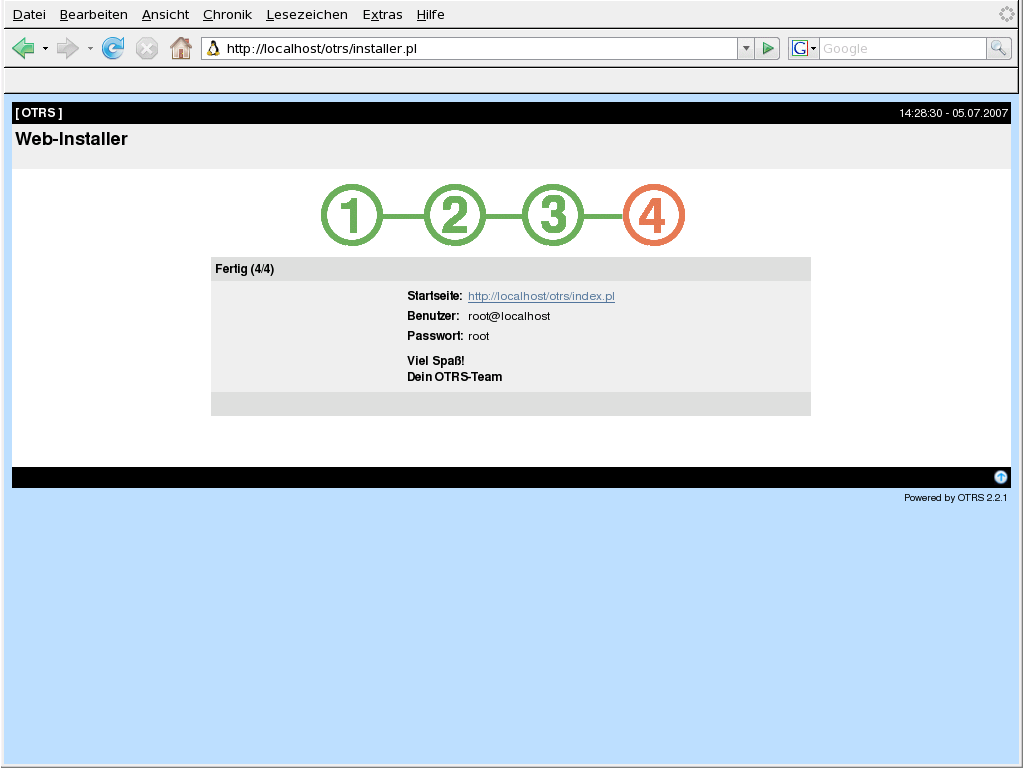 Datei Bearbeiten Ansicht Chronik Lesezeichen Extras Hilfe
http://localhost/otrs/installer.pl G Google
[ OTRS ] 14:28:30 - 05.07.2007
Web-Installer
1 2 3 4
Fertig (4/4)
Startseite: http://localhost/otrs/index.pl
Benutzer: root@localhost
Passwort: root
Viel Spaß!
Dein OTRS-Team
Powered by OTRS 2.2.1